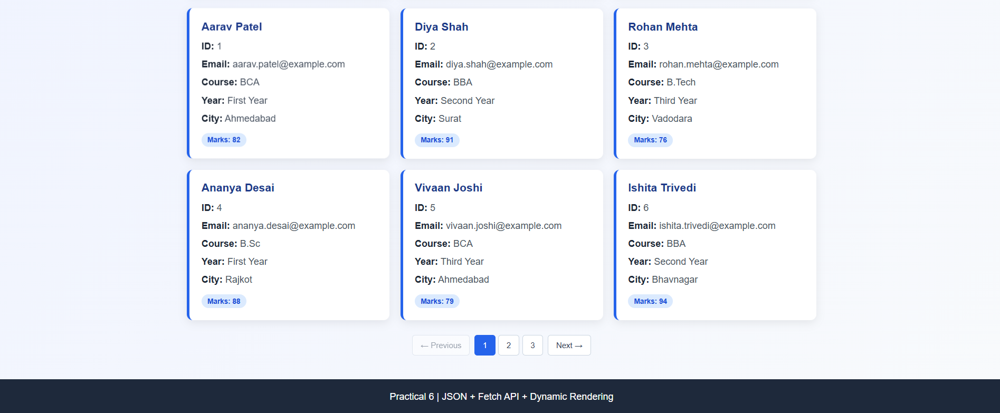 Aarav Patel
ID: 1
Email: aarav.patel@example.com
Course: BCA
Year: First Year
City: Ahmedabad
Marks: 82
Diya Shah
ID: 2
Email: diya.shah@example.com
Course: BBA
Year: Second Year
City: Surat
Marks: 91
Rohan Mehta
ID: 3
Email: rohan.mehta@example.com
Course: B.Tech
Year: Third Year
City: Vadodara
Marks: 76
Ananya Desai
ID: 4
Email: ananya.desai@example.com
Course: B.Sc
Year: First Year
City: Rajkot
Marks: 88
Vivaan Joshi
ID: 5
Email: vivaan.joshi@example.com
Course: BCA
Year: Third Year
City: Ahmedabad
Marks: 79
Ishita Trivedi
ID: 6
Email: ishita.trivedi@example.com
Course: BBA
Year: Second Year
City: Bhavnagar
Marks: 94
← Previous 1 2 3 Next →
Practical 6 | JSON + Fetch API + Dynamic Rendering